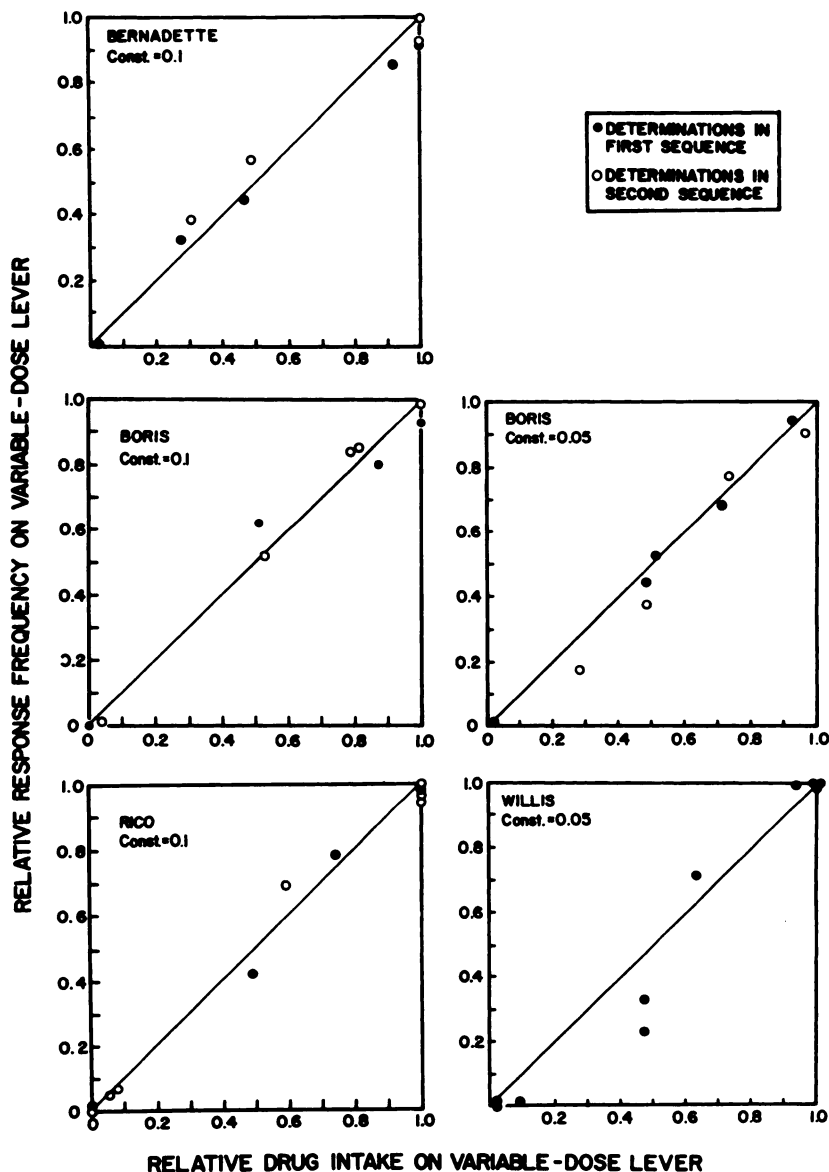 RELATIVE RESPONSE FREQUENCY ON VARIABLE-DOSE LEVER
1.0
0.8
0.6
0.4
0.2
BERNADETTE
Const.=0.1
0.2 0.4 0.6 0.8 1.0
● DETERMINATIONS IN
FIRST SEQUENCE
○ DETERMINATIONS IN
SECOND SEQUENCE
1.0
0.8
0.6
0.4
0.2
0
BORIS
Const.=0.1
0 0.2 0.4 0.6 0.8 1.0
1.0
0.8
0.6
0.4
0.2
0
BORIS
Const.=0.05
0 0.2 0.4 0.6 0.8 1.0
1.0
0.8
0.6
0.4
0.2
0
RICO
Const.=0.1
0 0.2 0.4 0.6 0.8 1.0
1.0
0.8
0.6
0.4
0.2
WILLIS
Const.=0.05
0.2 0.4 0.6 0.8 1.0
RELATIVE DRUG INTAKE ON VARIABLE-DOSE LEVER